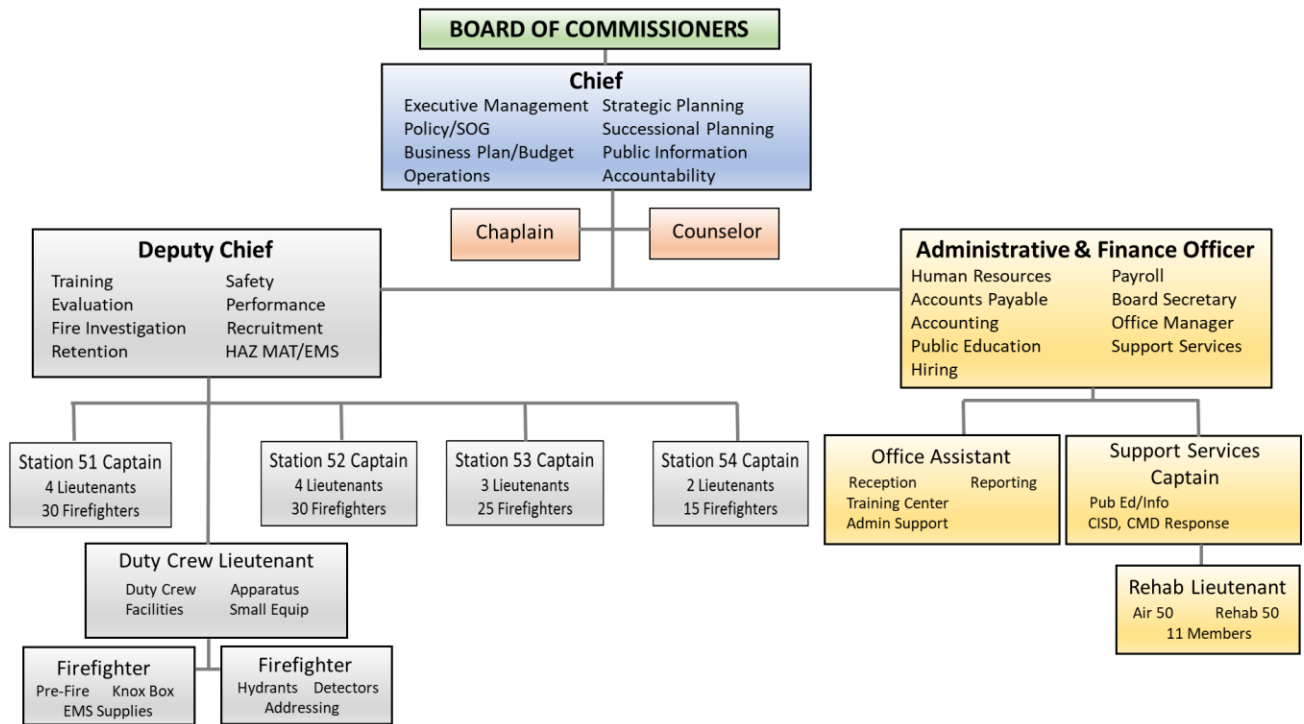 BOARD OF COMMISSIONERS
Chief
Executive Management Strategic Planning
Policy/SOG Successional Planning
Business Plan/Budget Public Information
Operations Accountability
Chaplain
Counselor
Deputy Chief
Training Safety
Evaluation Performance
Fire Investigation Recruitment
Retention HAZ MAT/EMS
Administrative & Finance Officer
Human Resources Payroll
Accounts Payable Board Secretary
Accounting Office Manager
Public Education Support Services
Hiring
Station 51 Captain
4 Lieutenants
30 Firefighters
Station 52 Captain
4 Lieutenants
30 Firefighters
Station 53 Captain
3 Lieutenants
25 Firefighters
Station 54 Captain
2 Lieutenants
15 Firefighters
Office Assistant
Reception Reporting
Training Center
Admin Support
Support Services
Captain
Pub Ed/Info
CISD, CMD Response
Duty Crew Lieutenant
Duty Crew Apparatus
Facilities Small Equip
Rehab Lieutenant
Air 50 Rehab 50
11 Members
Firefighter
Pre-Fire Knox Box
EMS Supplies
Firefighter
Hydrants Detectors
Addressing